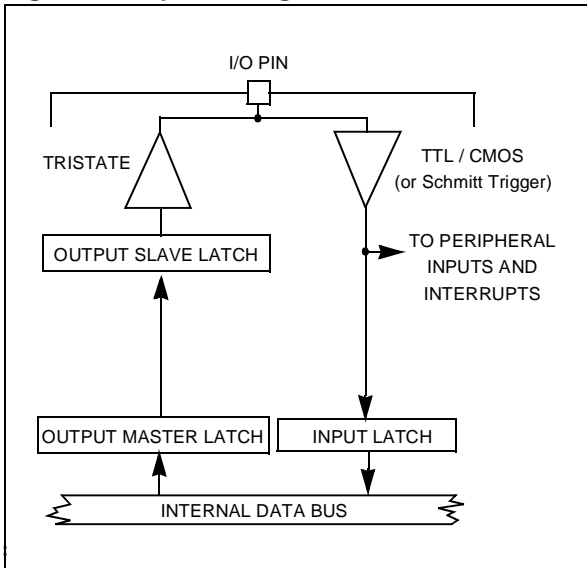 I/O PIN
TRISTATE
TTL / CMOS
(or Schmitt Trigger)
OUTPUT SLAVE LATCH
TO PERIPHERAL
INPUTS AND
INTERRUPTS
OUTPUT MASTER LATCH
INPUT LATCH
INTERNAL DATA BUS